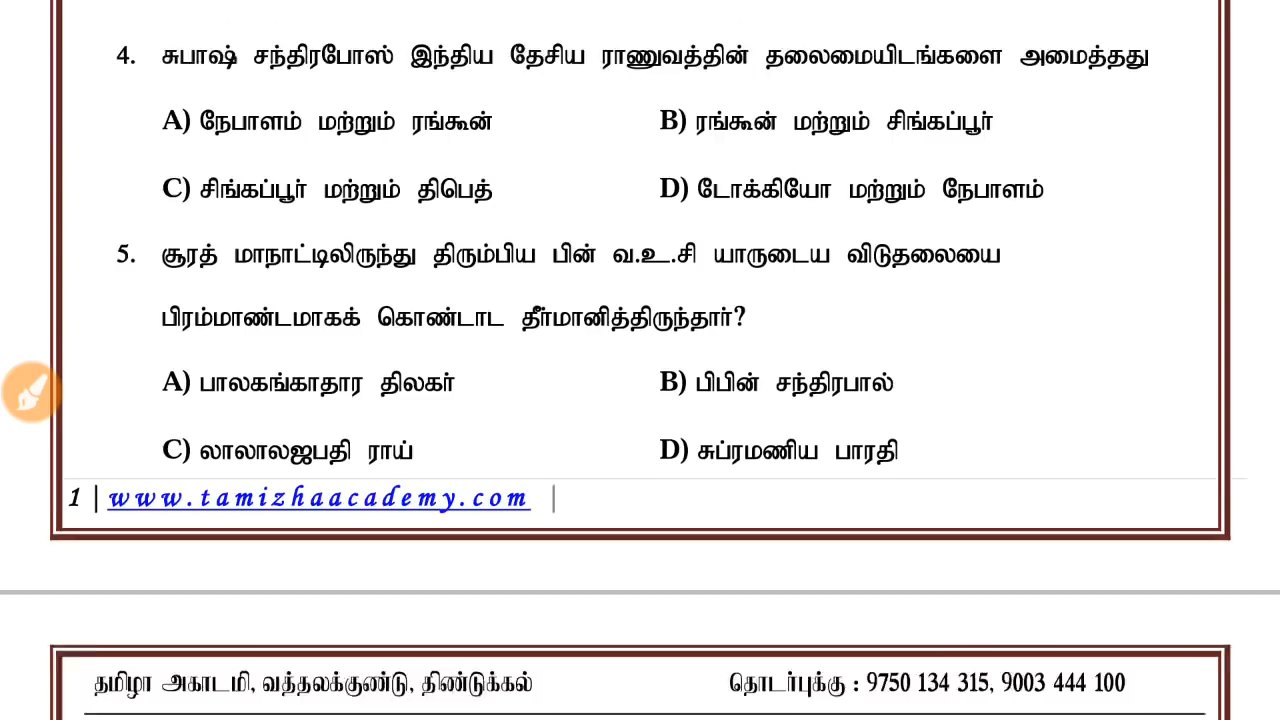 4. சுபாஷ் சந்திரபோஸ் இந்திய தேசிய ராணுவத்தின் தலைமையிடங்களை அமைத்தது
A) நேபாளம் மற்றும் ரங்கூன் B) ரங்கூன் மற்றும் சிங்கப்பூர்
C) சிங்கப்பூர் மற்றும் திபெத் D) டோக்கியோ மற்றும் நேபாளம்
5. சூரத் மாநாட்டிலிருந்து திரும்பிய பின் வ.உ.சி யாருடைய விடுதலையை
பிரம்மாண்டமாகக் கொண்டாட தீர்மானித்திருந்தார்?
A) பாலகங்காதார திலகர் B) பிபின் சந்திரபால்
C) லாலாலஜபதி ராய் D) சுப்ரமணிய பாரதி
1 | www.tamizhaacademy.com |
தமிழா அகாடமி, வத்தலக்குண்டு, திண்டுக்கல் தொடர்புக்கு : 9750 134 315, 9003 444 100